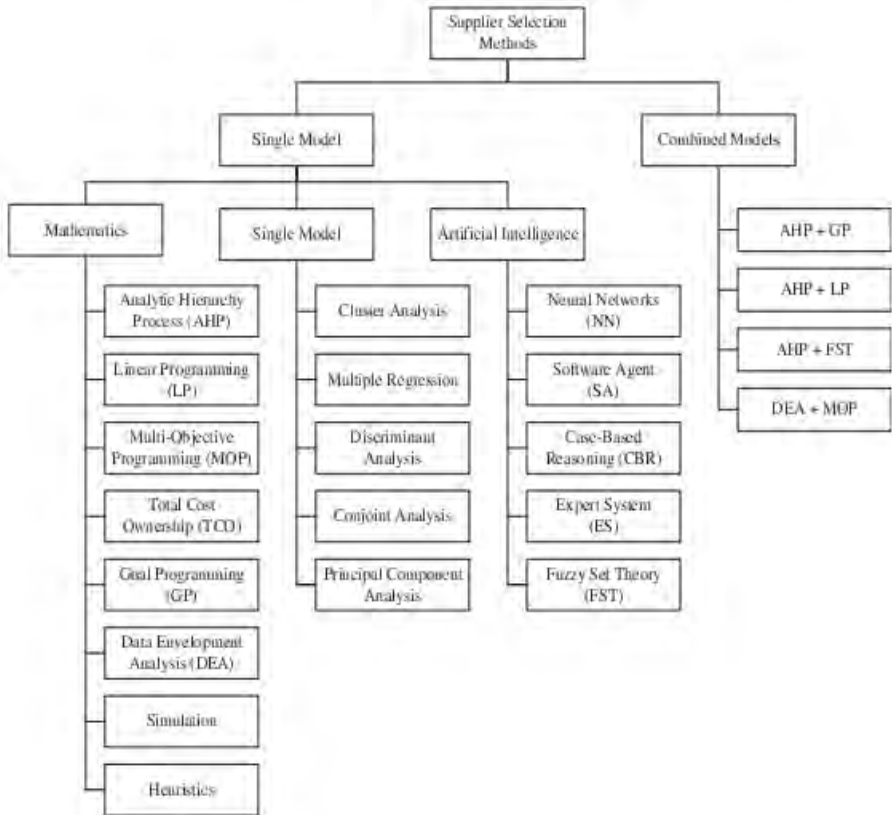 Supplier Selection
Methods
Single Model
Combined Models
Mathematics
Single Model
Artificial Intelligence
Analytic Hierarchy
Process (AHP)
Linear Programming
(LP)
Multi-Objective
Programming (MOP)
Total Cost
Ownership (TCO)
Goal Programming
(GP)
Data Envelopment
Analysis (DEA)
Simulation
Heuristics
Cluster Analysis
Multiple Regression
Discriminant
Analysis
Conjoint Analysis
Principal Component
Analysis
Neural Networks
(NN)
Software Agent
(SA)
Case-Based
Reasoning (CBR)
Expert System
(ES)
Fuzzy Set Theory
(FST)
AHP + GP
AHP + LP
AHP + FST
DEA + MOP